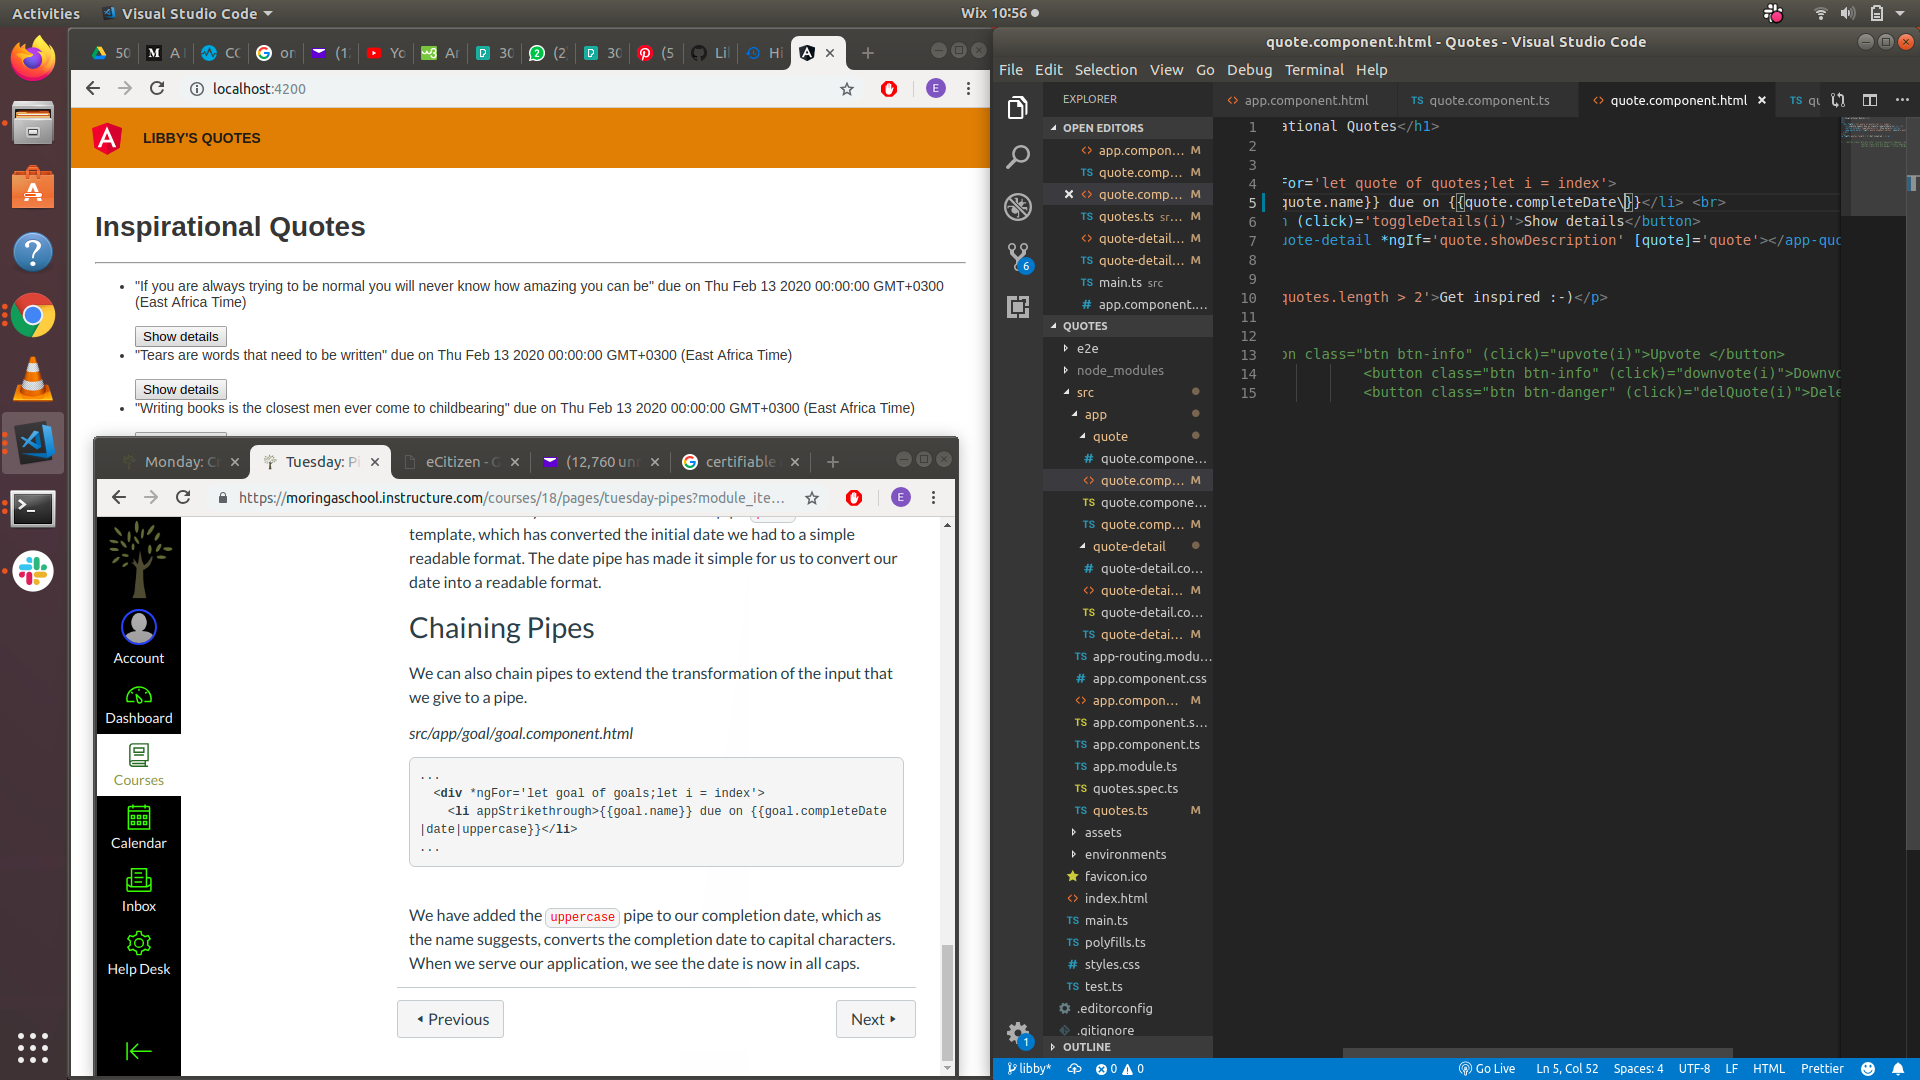 Activities
Visual Studio Code
Wix 10:56
50
A I
CC
or
(1
Yo
Ar
30
(2
30
(5
Lil
Hi
localhost:4200
E
LIBBY'S QUOTES
Inspirational Quotes
"If you are always trying to be normal you will never know how amazing you can be" due on Thu Feb 13 2020 00:00:00 GMT+0300
(East Africa Time)
Show details
"Tears are words that need to be written" due on Thu Feb 13 2020 00:00:00 GMT+0300 (East Africa Time)
Show details
"Writing books is the closest men ever come to childbearing" due on Thu Feb 13 2020 00:00:00 GMT+0300 (East Africa Time)
Monday: Cr
Tuesday: Pi
eCitizen - G
(12,760 unr
certifiable
https://moringaschool.instructure.com/courses/18/pages/tuesday-pipes?module_ite...
E
Account
Dashboard
Courses
Calendar
Inbox
Help Desk
template, which has converted the initial date we had to a simple
readable format. The date pipe has made it simple for us to convert our
date into a readable format.
Chaining Pipes
We can also chain pipes to extend the transformation of the input that
we give to a pipe.
src/app/goal/goal.component.html
...
<div *ngFor='let goal of goals;let i = index'>
<li appStrikethrough>{{goal.name}} due on {{goal.completeDate
|date|uppercase}}</li>
...
We have added the uppercase pipe to our completion date, which as
the name suggests, converts the completion date to capital characters.
When we serve our application, we see the date is now in all caps.
Previous
Next
quote.component.html - Quotes - Visual Studio Code
File Edit Selection View Go Debug Terminal Help
EXPLORER
OPEN EDITORS
app.compon... M
TS quote.comp... M
quote.comp... M
TS quotes.ts sr... M
quote-detail... M
TS quote-detail... M
TS main.ts src
# app.component....
QUOTES
e2e
node_modules
src
app
quote
# quote.compone...
quote.comp... M
TS quote.compone...
TS quote.comp... M
quote-detail
# quote-detail.co...
quote-detai... M
TS quote-detail.co...
TS quote-detai... M
TS app-routing.modu...
# app.component.css
app.compon... M
TS app.component.s...
TS app.component.ts
TS app.module.ts
TS quotes.spec.ts
TS quotes.ts M
assets
environments
favicon.ico
index.html
TS main.ts
TS polyfills.ts
# styles.css
TS test.ts
.editorconfig
.gitignore
OUTLINE
6
1
app.component.html
TS quote.component.ts
quote.component.html
TS qu
1 ational Quotes</h1>
2
3
4 For='let quote of quotes;let i = index'>
5 quote.name}} due on {{quote.completeDate\}}</li> <br>
6 n (click)='toggleDetails(i)'>Show details</button>
7 uote-detail *ngIf='quote.showDescription' [quote]='quote'></app-quo
8
9
10 quotes.length > 2'>Get inspired :-)</p>
11
12
13 on class="btn btn-info" (click)="upvote(i)">Upvote </button>
14 <button class="btn btn-info" (click)="downvote(i)">Downvo
15 <button class="btn btn-danger" (click)="delQuote(i)">Dele
libby*
0
0
Go Live
Ln 5, Col 52
Spaces: 4
UTF-8
LF
HTML
Prettier